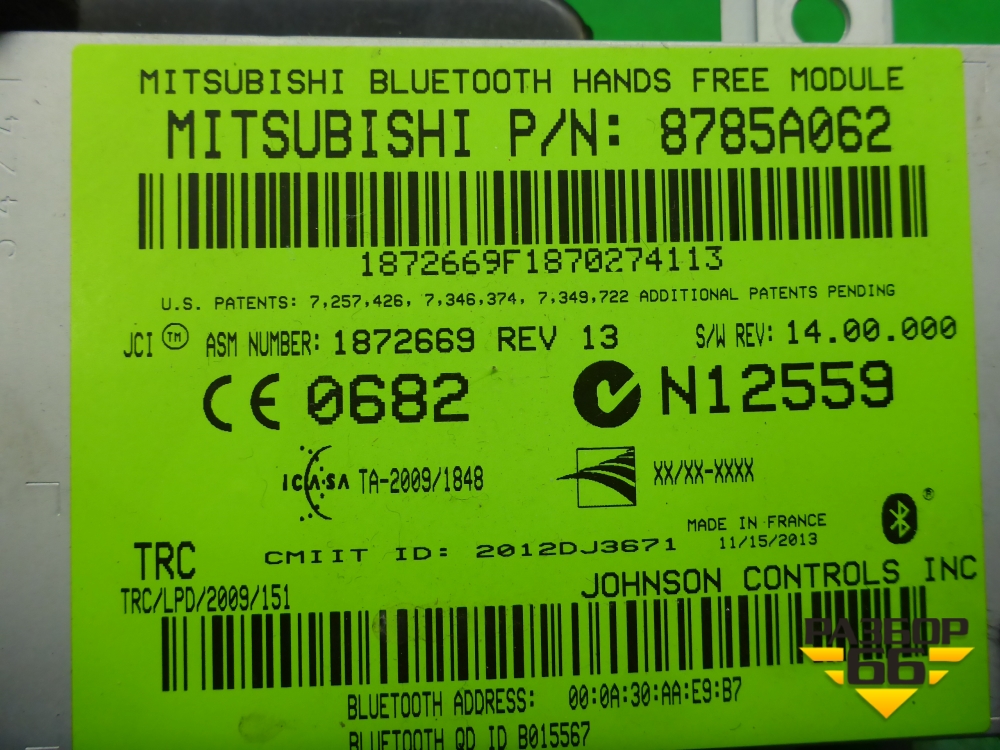 MITSUBISHI BLUETOOTH HANDS FREE MODULE
MITSUBISHI P/N: 8785A062
1872669F1870274113
U.S. PATENTS: 7,257,426, 7,346,374, 7,349,722 ADDITIONAL PATENTS PENDING
JCI TM ASM NUMBER: 1872669 REV 13 S/W REV: 14.00.000
CE 0682 N12559
ICASA TA-2009/1848 XX/XX-XXXX
MADE IN FRANCE
11/15/2013
TRC CMIIT ID: 2012DJ3671
TRC/LPD/2009/151
JOHNSON CONTROLS INC
РАЗБОР
66
BLUETOOTH ADDRESS: 00:0A:30:AA:E9:B7
BLUETOOTH QD ID B015567